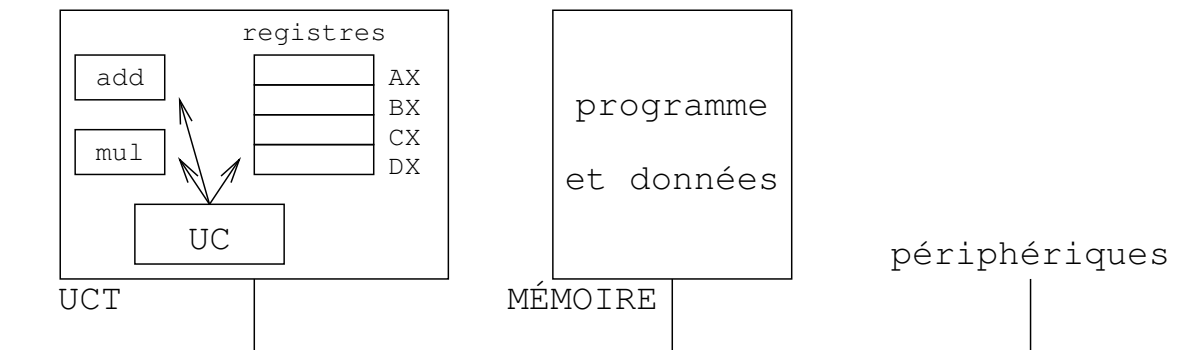 registres
add
AX
BX
mul
CX
DX
UC
UCT
programme
et données
MÉMOIRE
périphériques